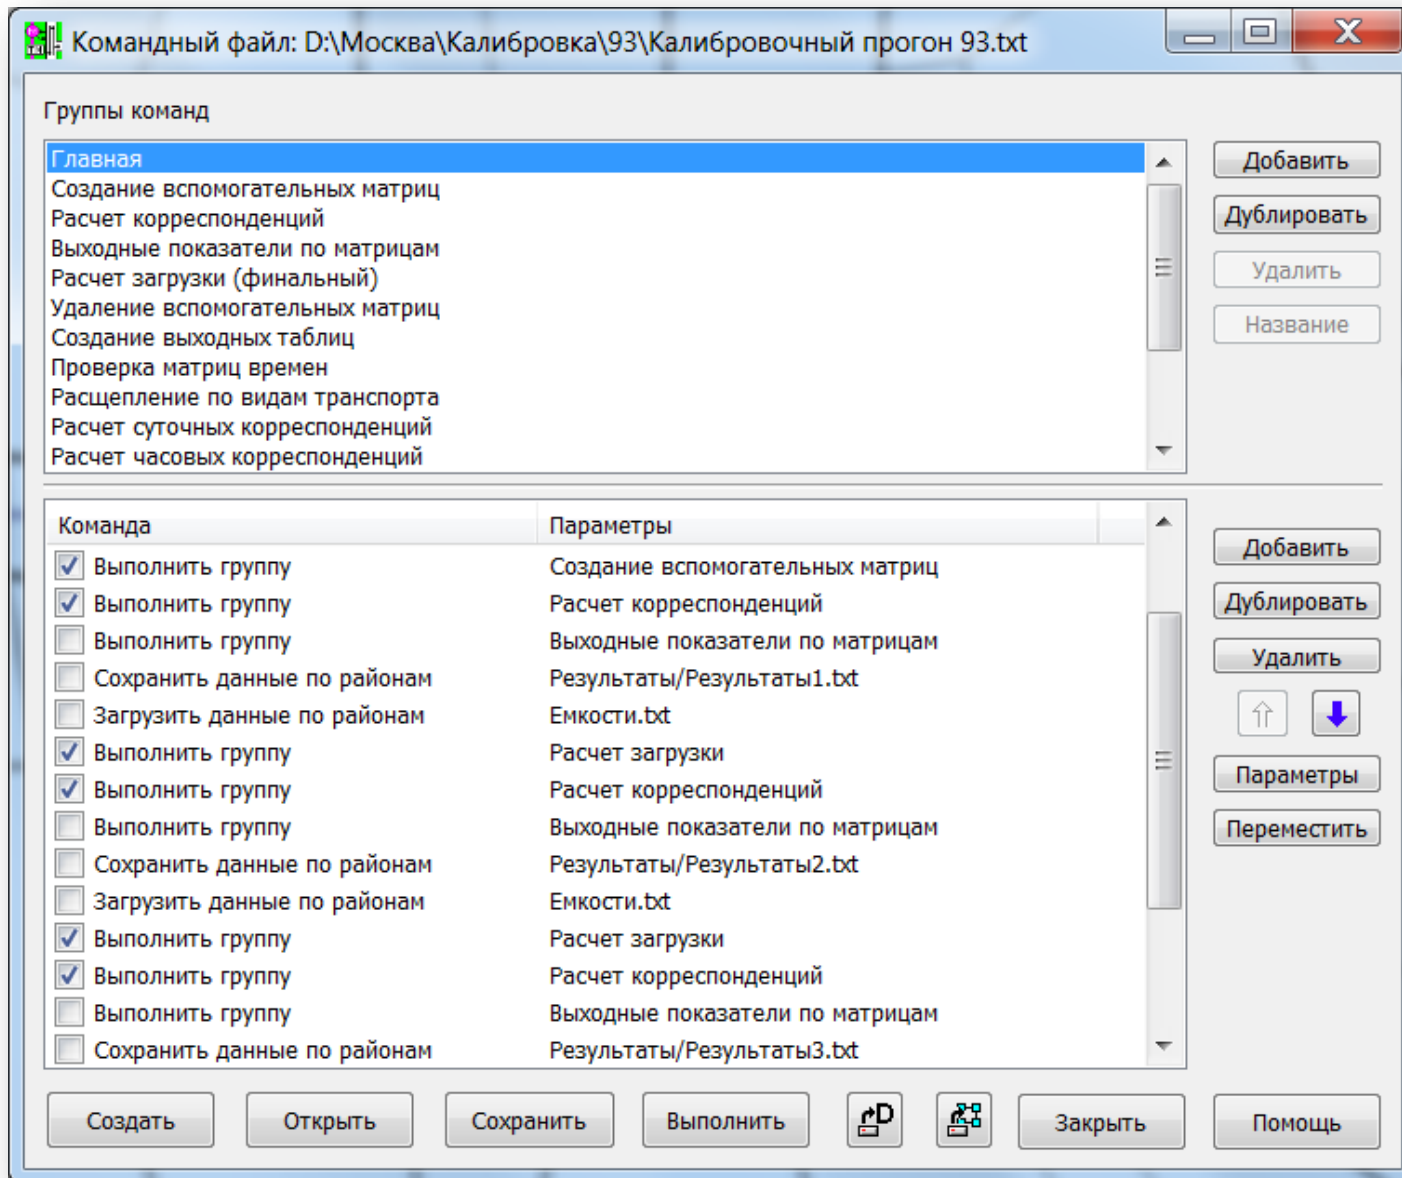 Командный файл: D:\Москва\Калибровка\93\Калибровочный прогон 93.txt
Группы команд
Главная
Создание вспомогательных матриц
Расчет корреспонденций
Выходные показатели по матрицам
Расчет загрузки (финальный)
Удаление вспомогательных матриц
Создание выходных таблиц
Проверка матриц времен
Расщепление по видам транспорта
Расчет суточных корреспонденций
Расчет часовых корреспонденций
Добавить
Дублировать
Удалить
Название
Команда Параметры
Выполнить группу Создание вспомогательных матриц
Выполнить группу Расчет корреспонденций
Выполнить группу Выходные показатели по матрицам
Сохранить данные по районам Результаты/Результаты1.txt
Загрузить данные по районам Емкости.txt
Выполнить группу Расчет загрузки
Выполнить группу Расчет корреспонденций
Выполнить группу Выходные показатели по матрицам
Сохранить данные по районам Результаты/Результаты2.txt
Загрузить данные по районам Емкости.txt
Выполнить группу Расчет загрузки
Выполнить группу Расчет корреспонденций
Выполнить группу Выходные показатели по матрицам
Сохранить данные по районам Результаты/Результаты3.txt
Добавить
Дублировать
Удалить
Параметры
Переместить
Создать Открыть Сохранить Выполнить D Закрыть Помощь